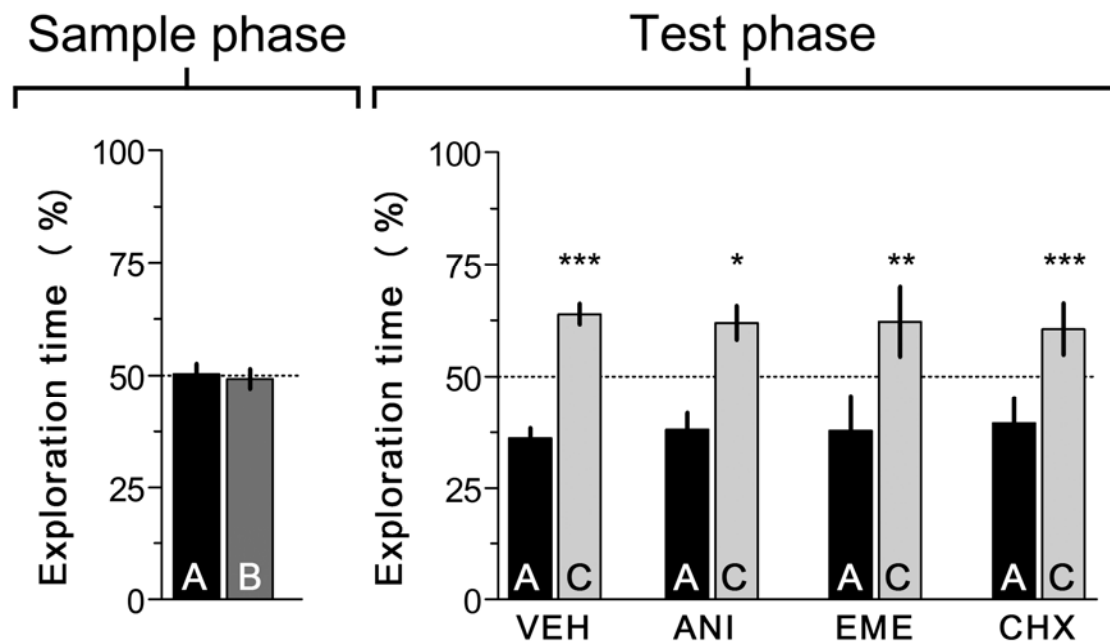 Sample phase
Test phase
Exploration time (%)
100
75
50
25
0
A B
Exploration time (%)
100
75
50
25
0
*** * ** ***
A C A C A C A C
VEH ANI EME CHX